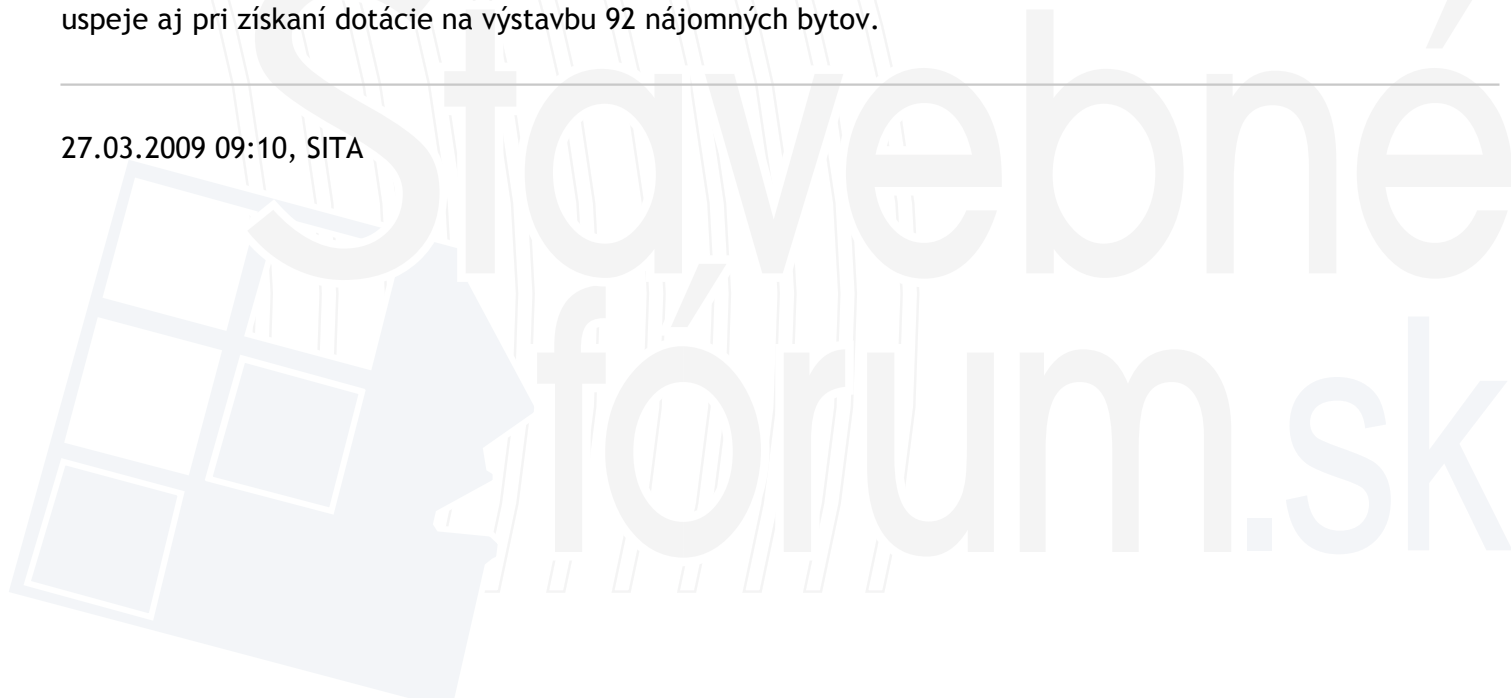 uspeje aj pri získaní dotácie na výstavbu 92 nájomných bytov.
27.03.2009 09:10, SITA
Stavebné
fórum.sk